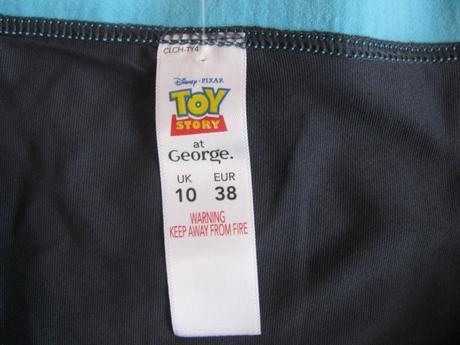 CLCH-TY4
Disney · PIXAR
TOY
STORY
at
George.
UK EUR
10 38
WARNING
KEEP AWAY FROM FIRE